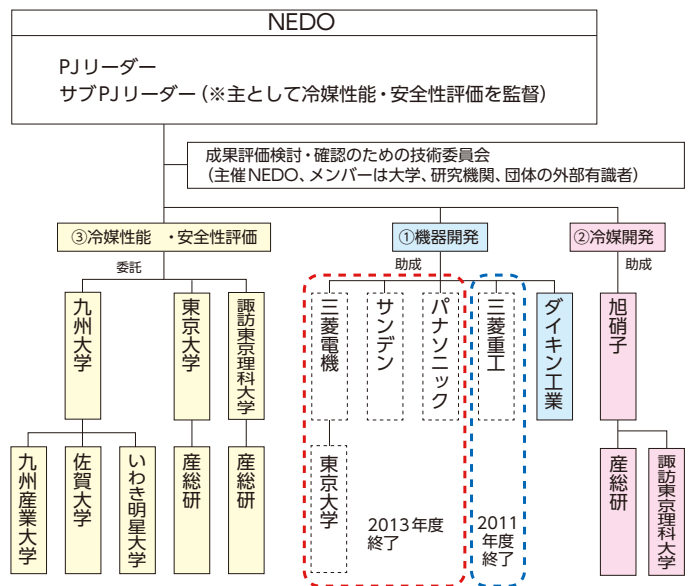 NEDO
PJリーダー
サブPJリーダー（※主として冷媒性能・安全性評価を監督）
成果評価検討・確認のための技術委員会
（主催NEDO、メンバーは大学、研究機関、団体の外部有識者）
③冷媒性能　・安全性評価
①機器開発
②冷媒開発
委託
助成
助成
九州大学
東京大学
諏訪東京理科大学
三菱電機
サンデン
パナソニック
三菱重工
ダイキン工業
旭硝子
九州産業大学
佐賀大学
いわき明星大学
産総研
産総研
東京大学
2013年度
終了
2011
年度
終了
産総研
諏訪東京理科大学